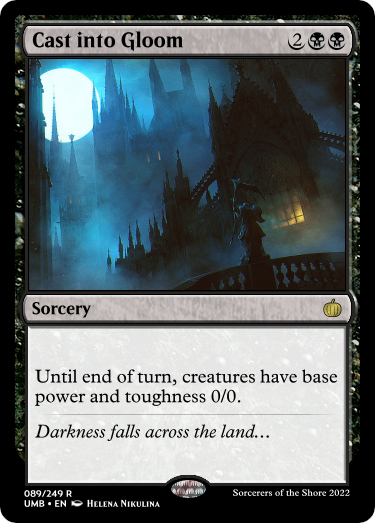 Cast into Gloom 2
Sorcery
Until end of turn, creatures have base
power and toughness 0/0.
Darkness falls across the land…
089/249 R
Sorcerers of the Shore 2022
UMB • EN Helena Nikulina